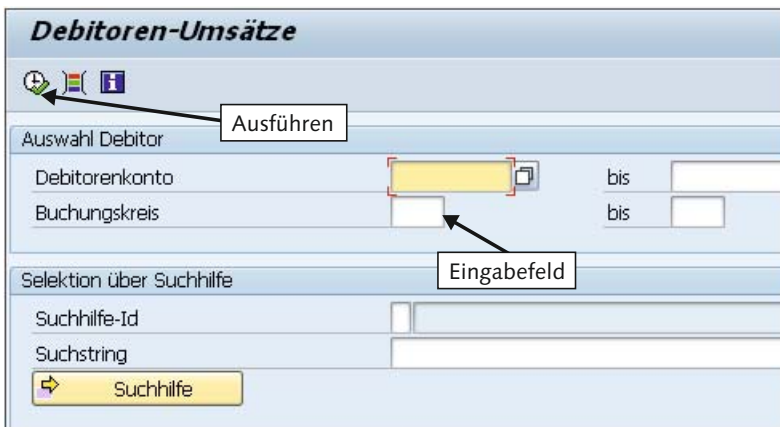 Debitoren-Umsätze
Ausführen
Auswahl Debitor
Debitorenkonto bis
Buchungskreis bis
Eingabefeld
Selektion über Suchhilfe
Suchhilfe-Id
Suchstring
Suchhilfe